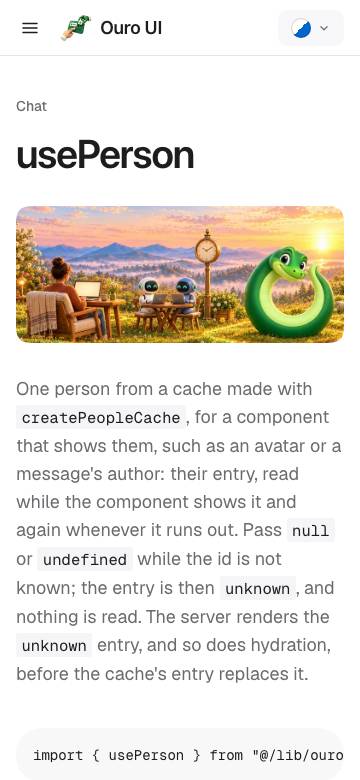 Ouro UI
Chat
usePerson
One person from a cache made with
createPeopleCache, for a component
that shows them, such as an avatar or a
message's author: their entry, read
while the component shows it and
again whenever it runs out. Pass null
or undefined while the id is not
known; the entry is then unknown, and
nothing is read. The server renders the
unknown entry, and so does hydration,
before the cache's entry replaces it.
import { usePerson } from "@/lib/ouro